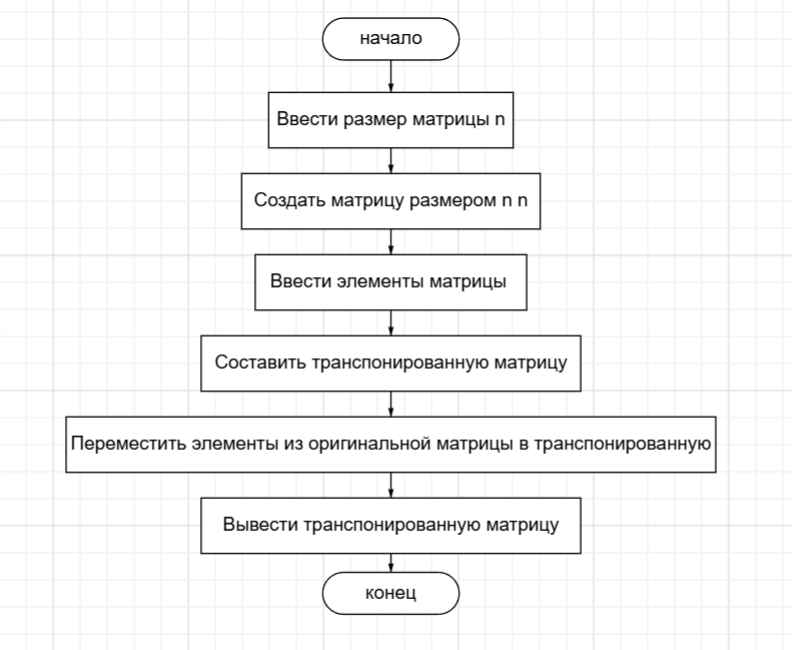 начало
Ввести размер матрицы n
Создать матрицу размером n n
Ввести элементы матрицы
Составить транспонированную матрицу
Переместить элементы из оригинальной матрицы в транспонированную
Вывести транспонированную матрицу
конец